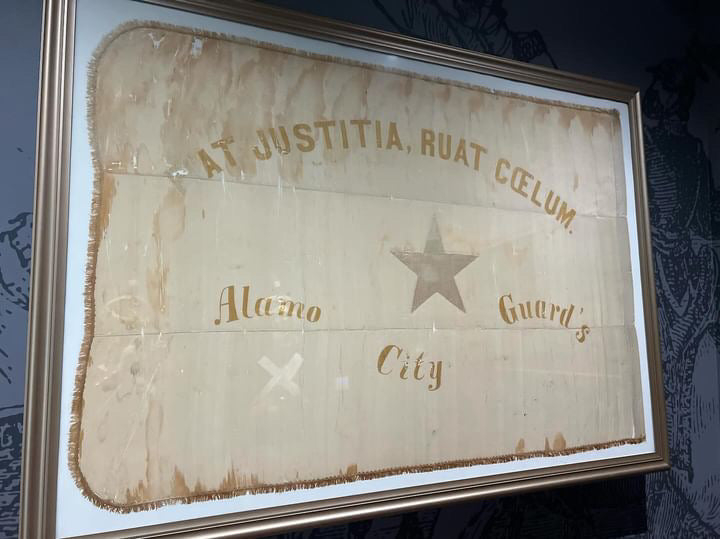 AT JUSTITIA, RUAT CŒLUM.
Alamo City Guard's